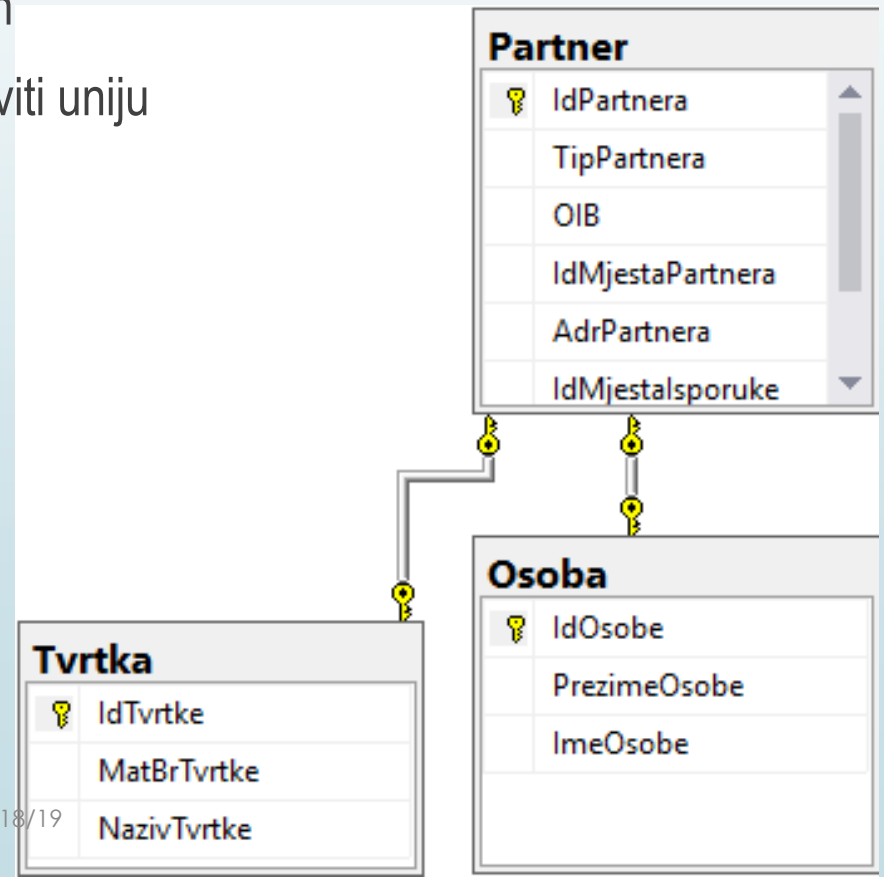 viti uniju
Partner
IdPartnera
TipPartnera
OIB
IdMjestaPartnera
AdrPartnera
IdMjestaIsporuke
Osoba
IdOsobe
PrezimeOsobe
ImeOsobe
Tvrtka
IdTvrtke
MatBrTvrtke
NazivTvrtke
18/19